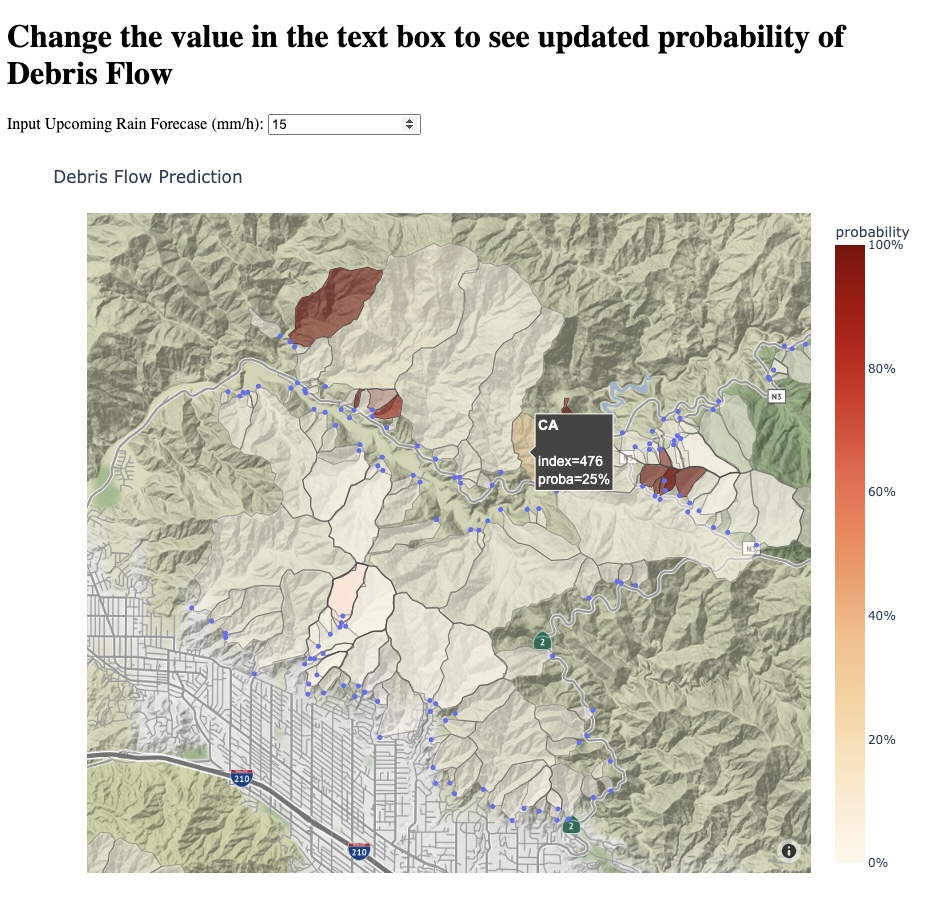 Change the value in the text box to see updated probability of
Debris Flow
Input Upcoming Rain Forecase (mm/h): 15
Debris Flow Prediction
probability
100%
80%
60%
40%
20%
0%
N3
CA
index=476
proba=25%
2
210
2
210